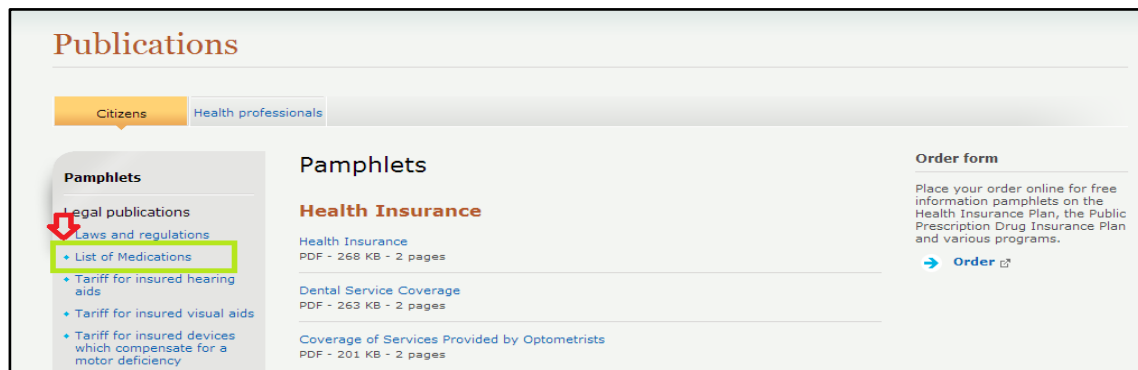 Publications
Citizens
Health professionals
Pamphlets
Legal publications
Laws and regulations
List of Medications
Tariff for insured hearing
aids
Tariff for insured visual aids
Tariff for insured devices
which compensate for a
motor deficiency
Pamphlets
Health Insurance
Health Insurance
PDF - 268 KB - 2 pages
Dental Service Coverage
PDF - 263 KB - 2 pages
Coverage of Services Provided by Optometrists
PDF - 201 KB - 2 pages
Order form
Place your order online for free
information pamphlets on the
Health Insurance Plan, the Public
Prescription Drug Insurance Plan
and various programs.
Order